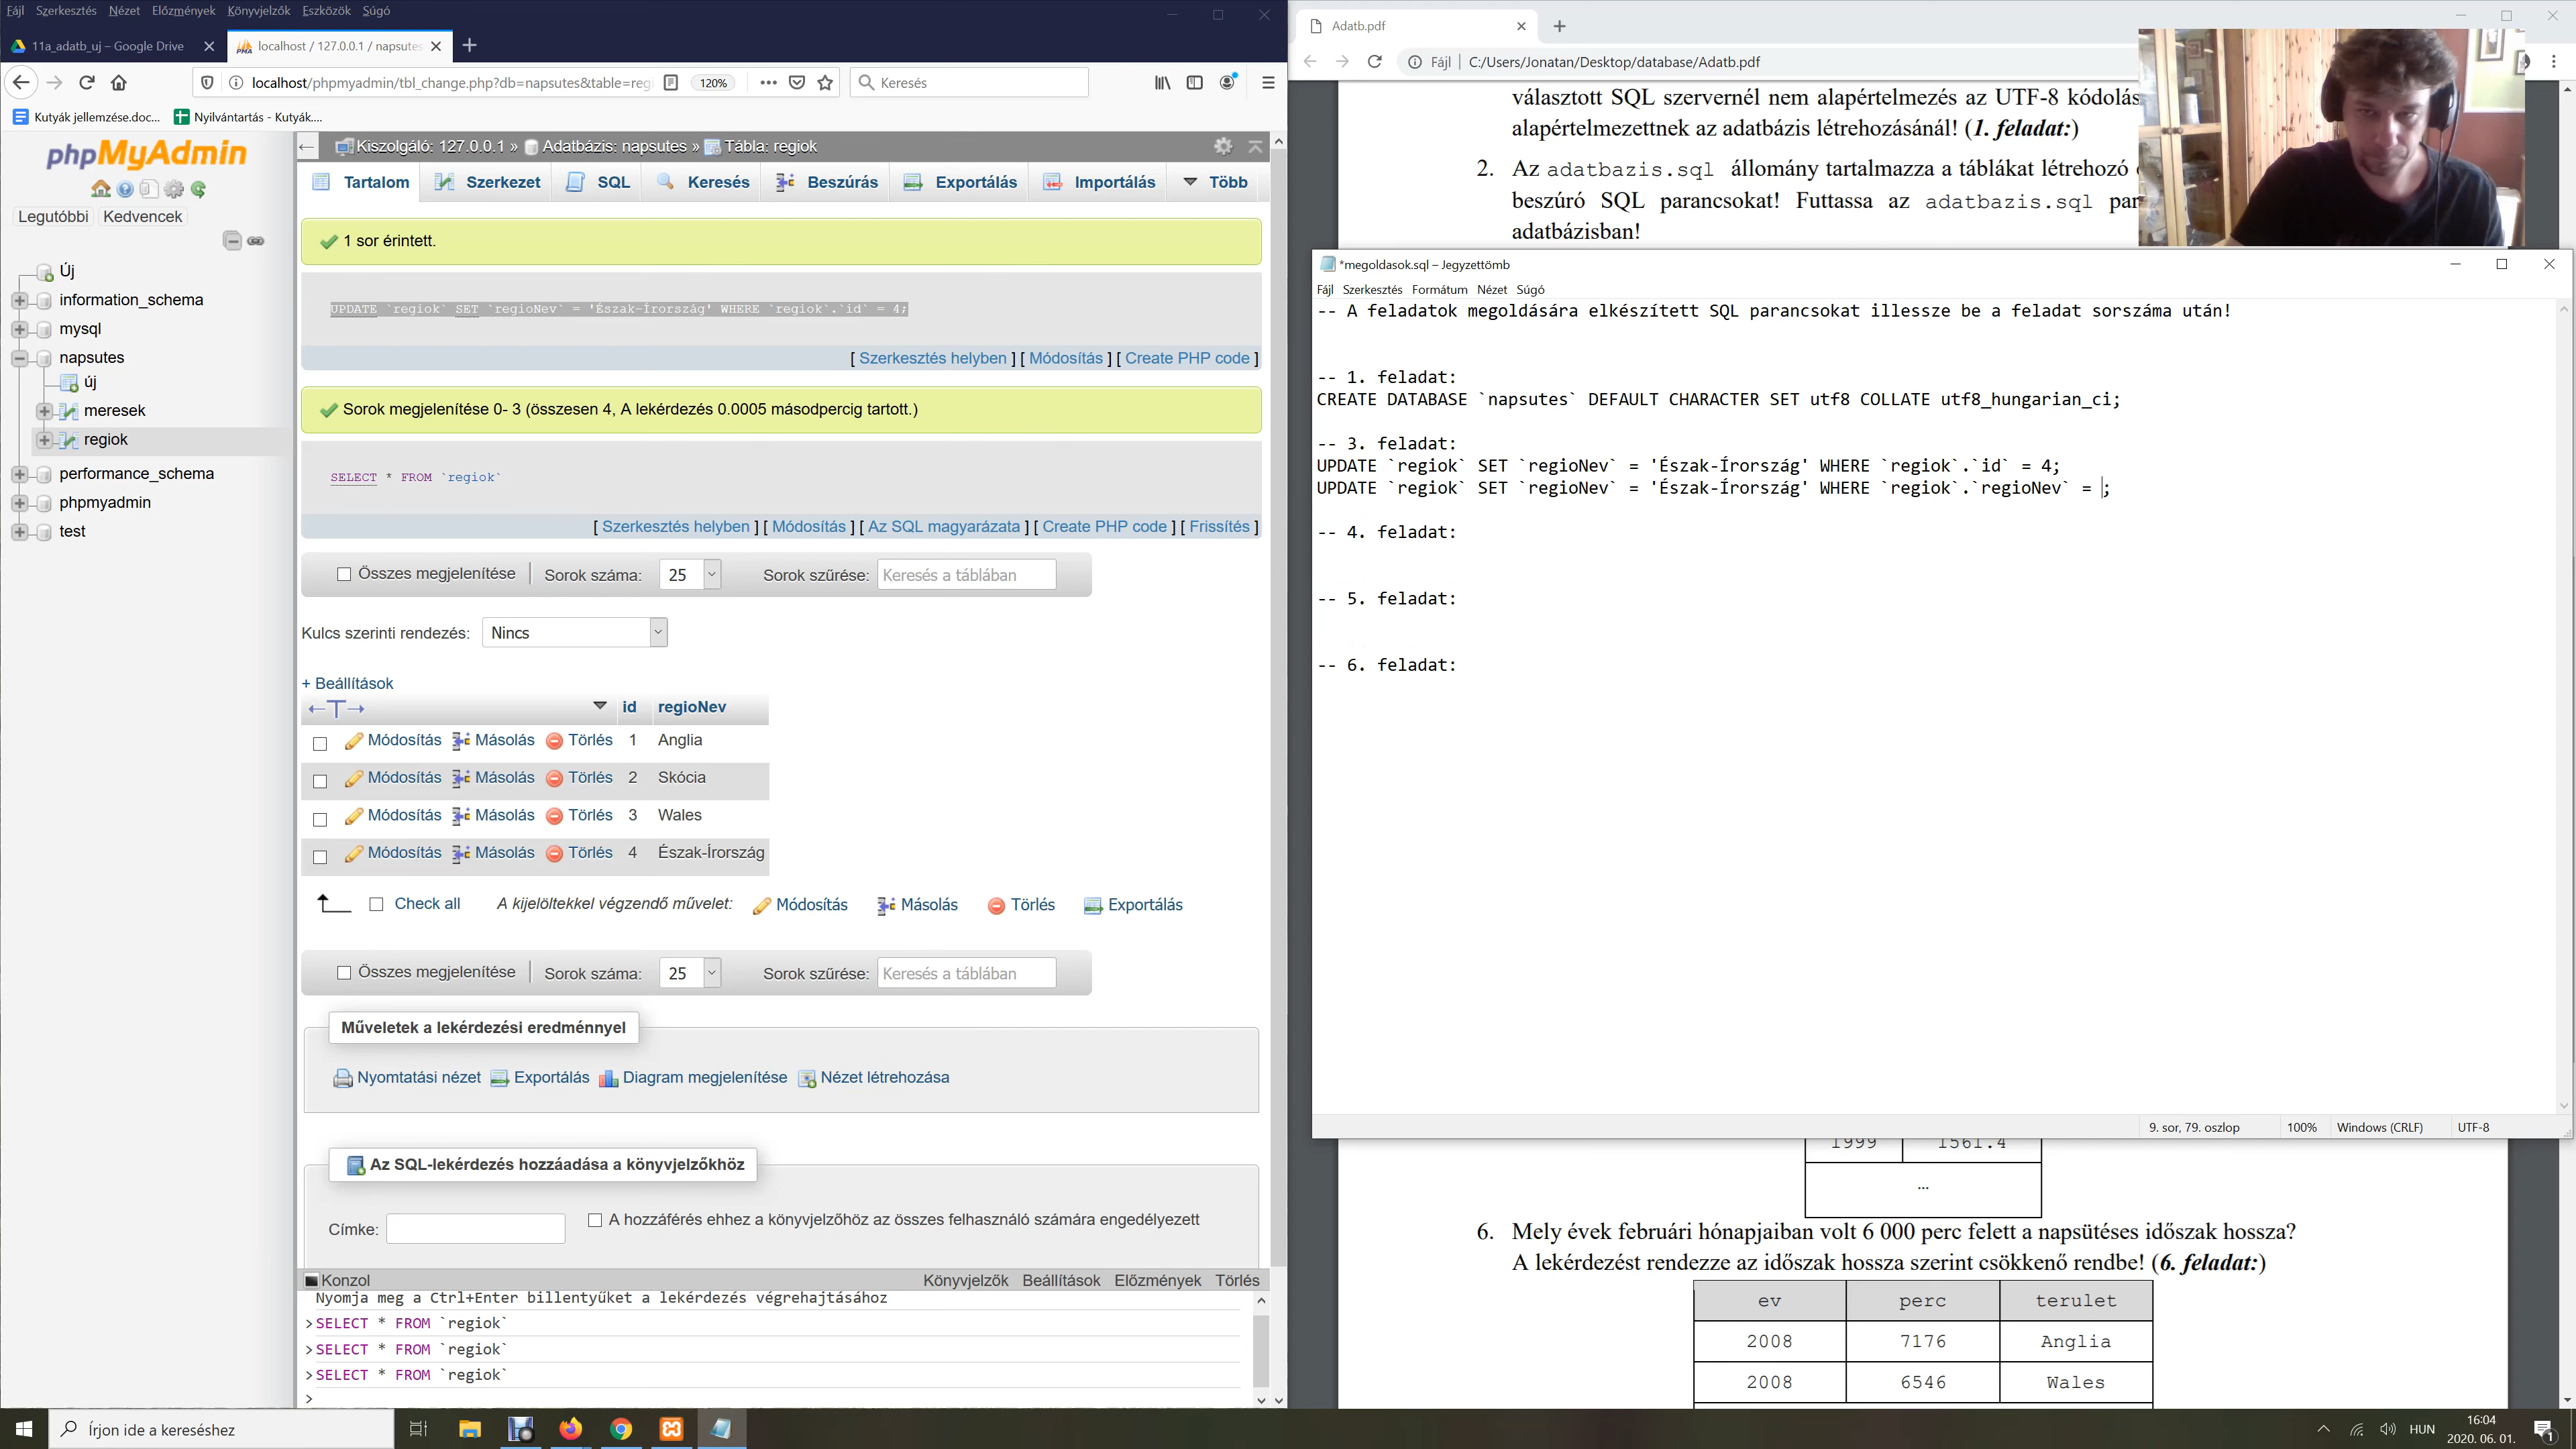 Fájl Szerkesztés Nézet Előzmények Könyvjelzők Eszközök Súgó
11a_adatb_uj – Google Drive
localhost / 127.0.0.1 / napsutes
localhost/phpmyadmin/tbl_change.php?db=napsutes&table=regi
120%
Keresés
Kutyák jellemzése.doc...
Nyilvántartás - Kutyák....
phpMyAdmin
Legutóbbi Kedvencek
Új
information_schema
mysql
napsutes
új
meresek
regiok
performance_schema
phpmyadmin
test
Kiszolgáló: 127.0.0.1 » Adatbázis: napsutes » Tábla: regiok
Tartalom Szerkezet SQL Keresés Beszúrás Exportálás Importálás Több
1 sor érintett.
UPDATE `regiok` SET `regioNev` = 'Észak-Írország' WHERE `regiok`.`id` = 4;
[ Szerkesztés helyben ] [ Módosítás ] [ Create PHP code ]
Sorok megjelenítése 0- 3 (összesen 4, A lekérdezés 0.0005 másodpercig tartott.)
SELECT * FROM `regiok`
[ Szerkesztés helyben ] [ Módosítás ] [ Az SQL magyarázata ] [ Create PHP code ] [ Frissítés ]
Összes megjelenítése Sorok száma: 25 Sorok szűrése: Keresés a táblában
Kulcs szerinti rendezés: Nincs
+ Beállítások
←T→ id regioNev
Módosítás Másolás Törlés 1 Anglia
Módosítás Másolás Törlés 2 Skócia
Módosítás Másolás Törlés 3 Wales
Módosítás Másolás Törlés 4 Észak-Írország
Check all A kijelöltekkel végzendő művelet: Módosítás Másolás Törlés Exportálás
Összes megjelenítése Sorok száma: 25 Sorok szűrése: Keresés a táblában
Műveletek a lekérdezési eredménnyel
Nyomtatási nézet Exportálás Diagram megjelenítése Nézet létrehozása
Az SQL-lekérdezés hozzáadása a könyvjelzőkhöz
Címke: A hozzáférés ehhez a könyvjelzőhöz az összes felhasználó számára engedélyezett
Konzol Könyvjelzők Beállítások Előzmények Törlés
Nyomja meg a Ctrl+Enter billentyűket a lekérdezés végrehajtásához
>SELECT * FROM `regiok`
>SELECT * FROM `regiok`
>SELECT * FROM `regiok`
>
Adatb.pdf
Fájl C:/Users/Jonatan/Desktop/database/Adatb.pdf
választott SQL szervernél nem alapértelmezés az UTF-8 kódolás
alapértelmezettnek az adatbázis létrehozásánál! (1. feladat:)
2. Az adatbazis.sql állomány tartalmazza a táblákat létrehozó
beszúró SQL parancsokat! Futtassa az adatbazis.sql
adatbázisban!
*megoldasok.sql – Jegyzettömb
Fájl Szerkesztés Formátum Nézet Súgó
-- A feladatok megoldására elkészített SQL parancsokat illessze be a feladat sorszáma után!
-- 1. feladat:
CREATE DATABASE `napsutes` DEFAULT CHARACTER SET utf8 COLLATE utf8_hungarian_ci;
-- 3. feladat:
UPDATE `regiok` SET `regioNev` = 'Észak-Írország' WHERE `regiok`.`id` = 4;
UPDATE `regiok` SET `regioNev` = 'Észak-Írország' WHERE `regiok`.`regioNev` = ;
-- 4. feladat:
-- 5. feladat:
-- 6. feladat:
9. sor, 79. oszlop 100% Windows (CRLF) UTF-8
1999 1561.4
...
6. Mely évek februári hónapjaiban volt 6 000 perc felett a napsütéses időszak hossza?
A lekérdezést rendezze az időszak hossza szerint csökkenő rendbe! (6. feladat:)
ev perc terulet
2008 7176 Anglia
2008 6546 Wales
Írjon ide a kereséshez
HUN
16:04
2020. 06. 01.
1